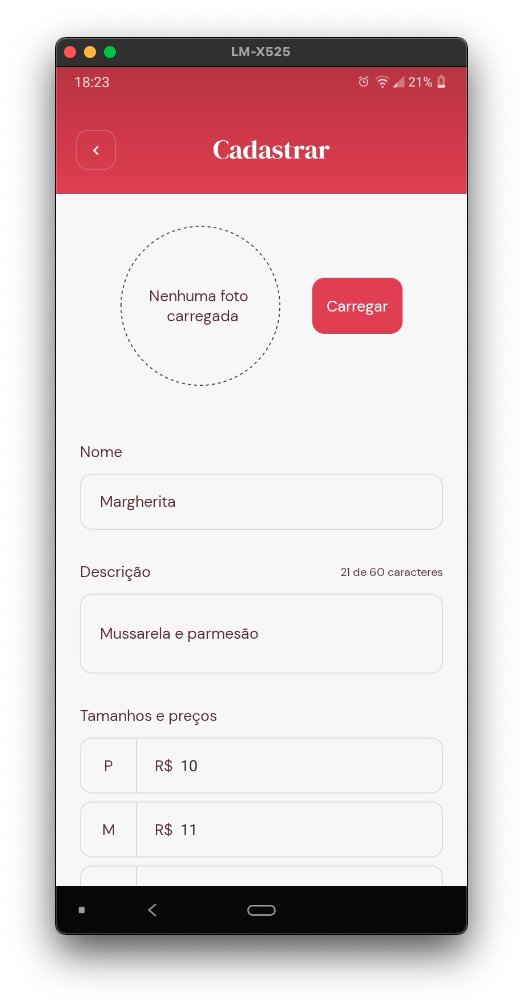 LM-X525
18:23
21%
Cadastrar
Nenhuma foto
carregada
Carregar
Nome
Margherita
Descrição
21 de 60 caracteres
Mussarela e parmesão
Tamanhos e preços
P
R$ 10
M
R$ 11